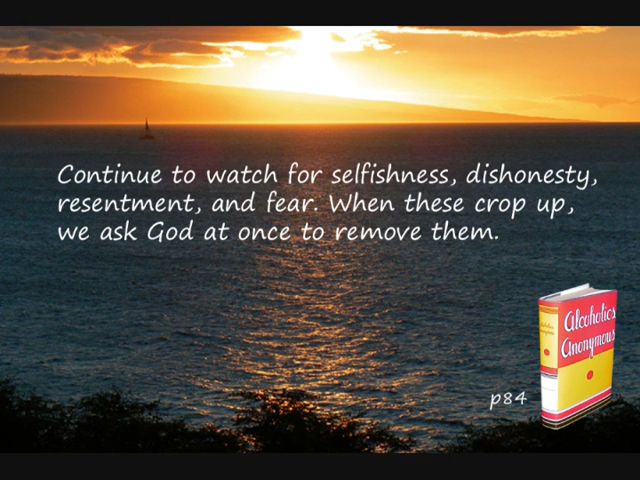 Continue to watch for selfishness, dishonesty,
resentment, and fear. When these crop up,
we ask God at once to remove them.
Alcoholics
Anonymous
p84